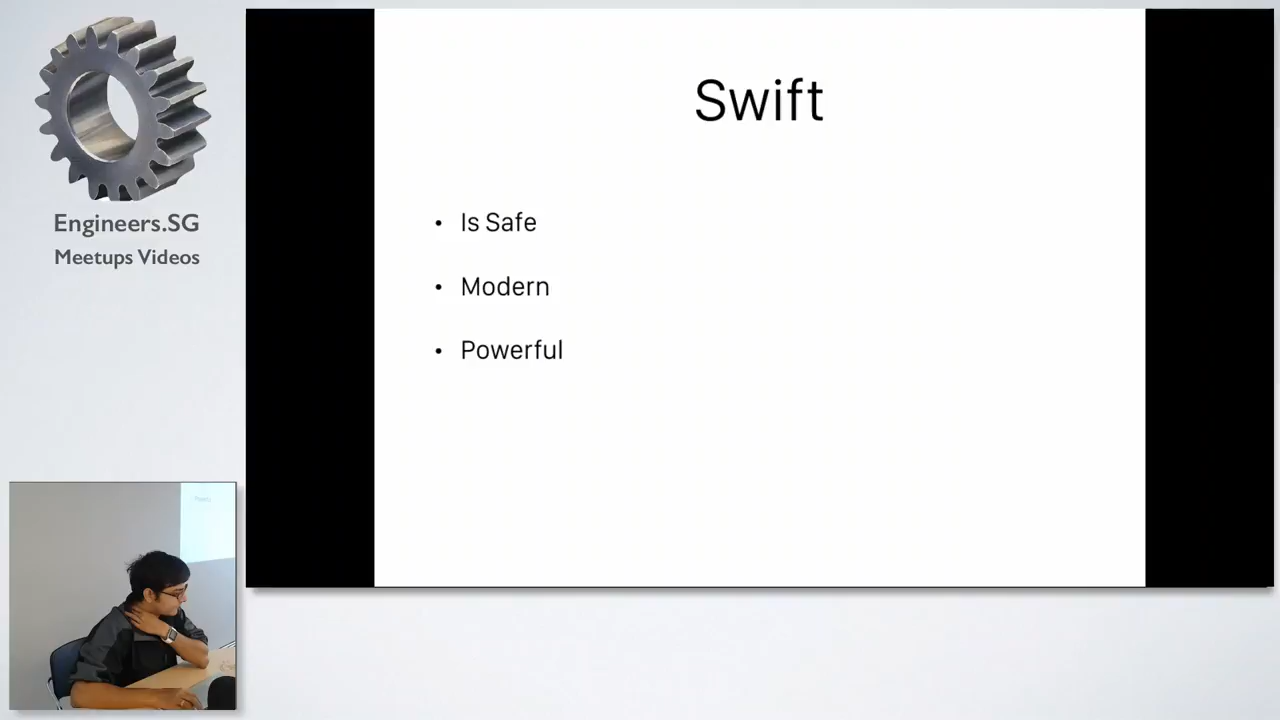 Engineers.SG
Meetups Videos
Swift
• Is Safe
• Modern
• Powerful